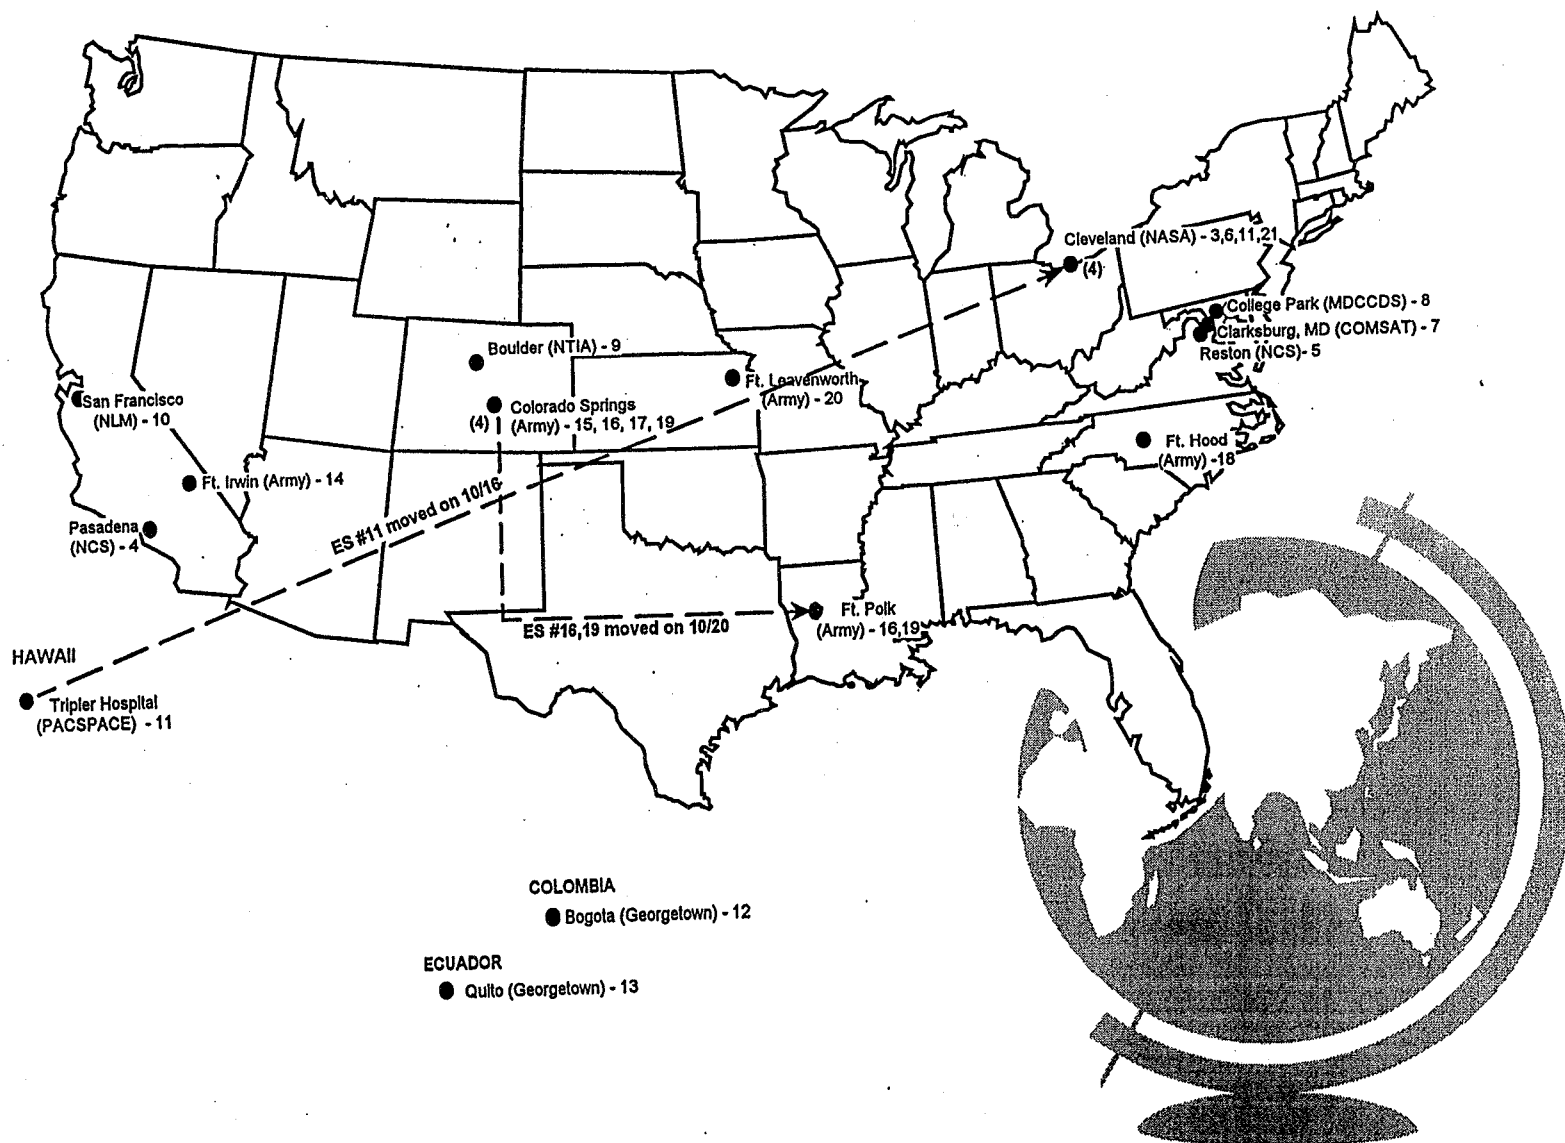 Cleveland (NASA) - 3,6,11,21
(4)
College Park (MDCCDS) - 8
Clarksburg, MD (COMSAT) - 7
Reston (NCS)- 5
Boulder (NTIA) - 9
Ft. Leavenworth
(Army) - 20
San Francisco
(NLM) - 10
(4)
Colorado Springs
(Army) - 15, 16, 17, 19
Ft. Hood
(Army) -18
Ft. Irwin (Army) - 14
Pasadena
(NCS) - 4
ES #11 moved on 10/16
Ft. Polk
(Army) - 16,19
ES #16,19 moved on 10/20
HAWAII
Tripler Hospital
(PACSPACE) - 11
COLOMBIA
Bogota (Georgetown) - 12
ECUADOR
Quito (Georgetown) - 13